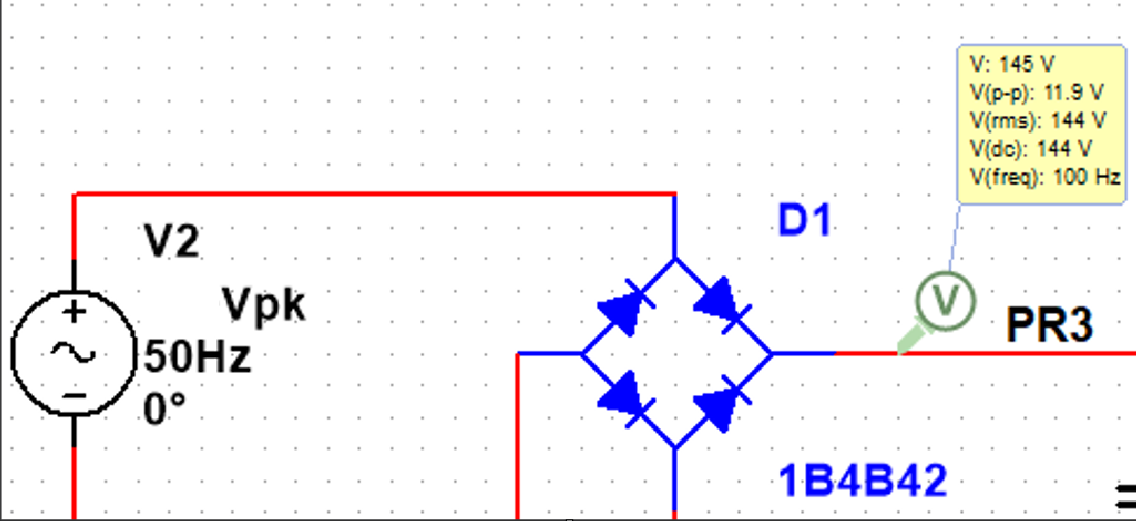 V: 145 V
V(p-p): 11.9 V
V(rms): 144 V
V(dc): 144 V
V(freq): 100 Hz
D1
V2
Vpk
V
PR3
50Hz
0°
1B4B42